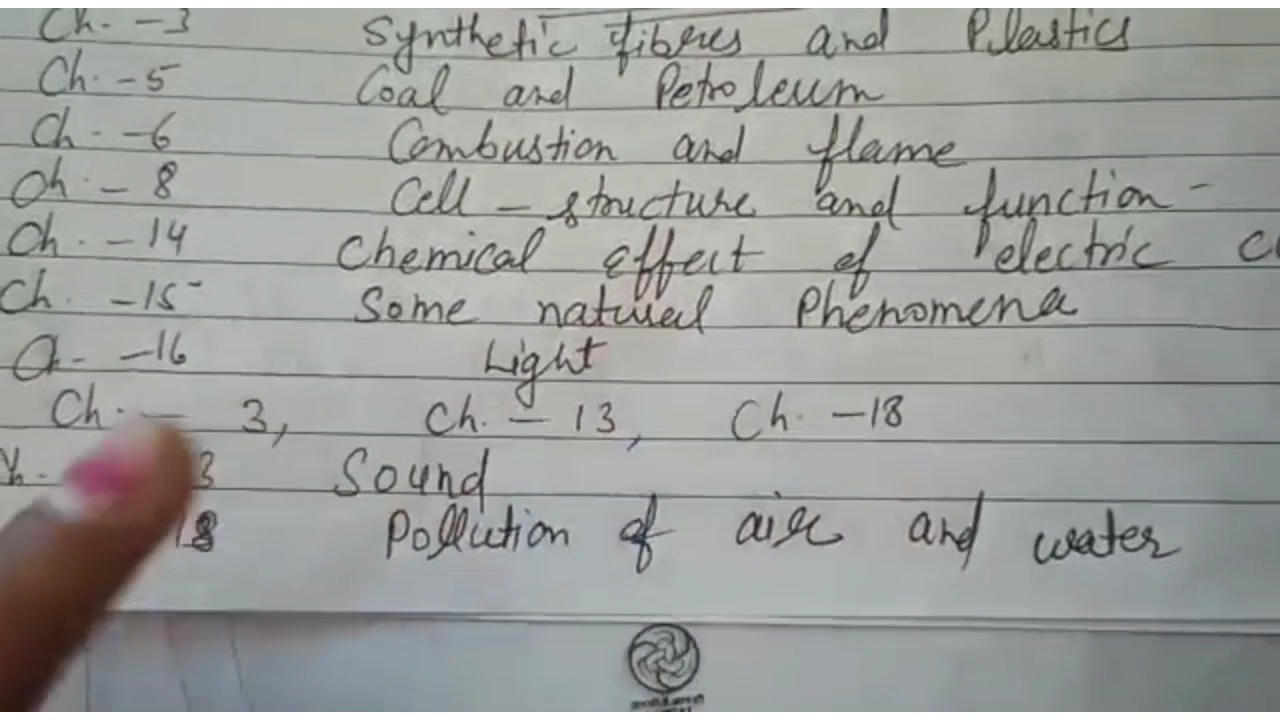 Ch. -3 Synthetic fibres and Plastics
Ch. -5 Coal and Petroleum
Ch. -6 Combustion and flame
Ch. - 8 Cell - structure and function -
Ch. -14 Chemical effect of electric
Ch. -15 Some natural Phenomena
Ch. -16 Light
Ch. - 3, Ch. - 13, Ch. -18
3 Sound
18 Pollution of air and water